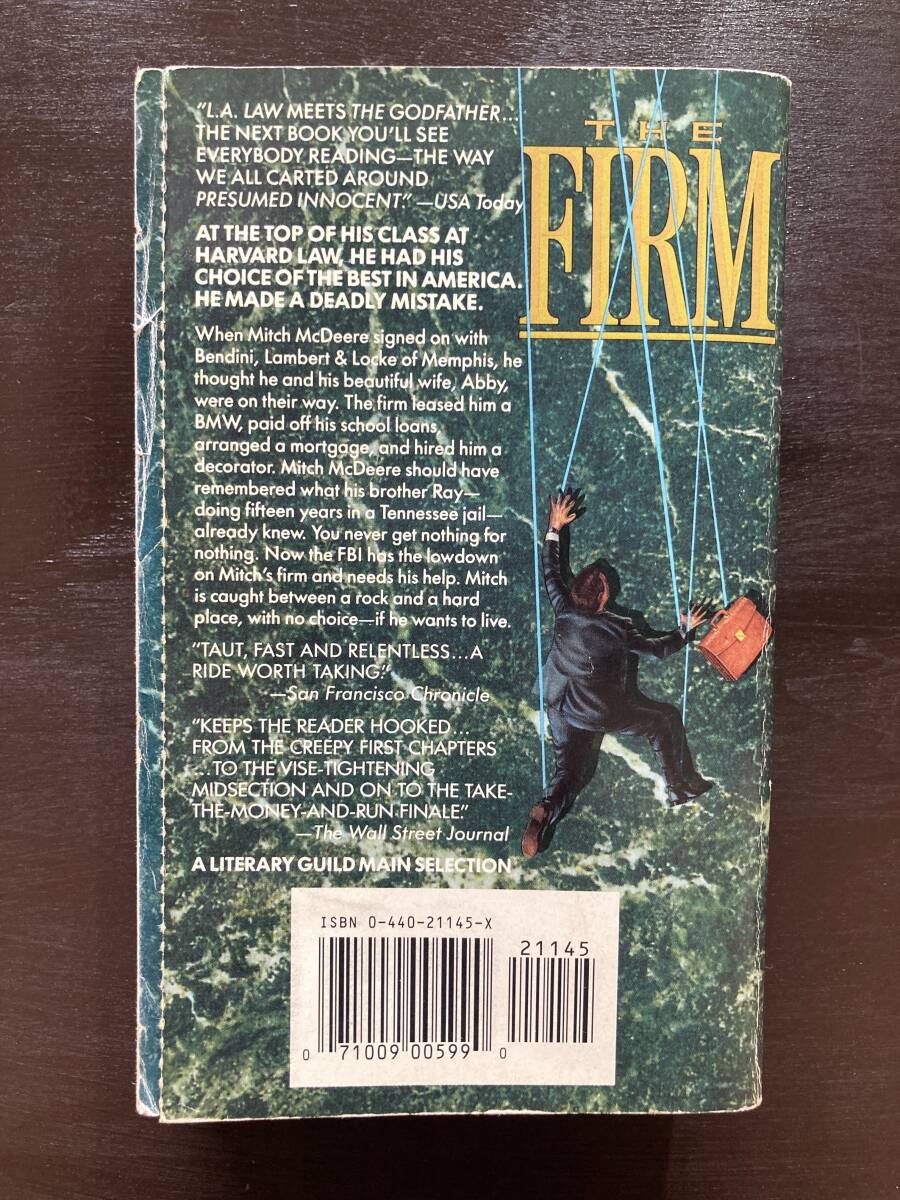 "L.A. LAW MEETS THE GODFATHER...
THE NEXT BOOK YOU'LL SEE
EVERYBODY READING—THE WAY
WE ALL CARTED AROUND
PRESUMED INNOCENT." —USA Today
AT THE TOP OF HIS CLASS AT
HARVARD LAW, HE HAD HIS
CHOICE OF THE BEST IN AMERICA.
HE MADE A DEADLY MISTAKE.
When Mitch McDeere signed on with
Bendini, Lambert & Locke of Memphis, he
thought he and his beautiful wife, Abby,
were on their way. The firm leased him a
BMW, paid off his school loans,
arranged a mortgage, and hired him a
decorator. Mitch McDeere should have
remembered what his brother Ray—
doing fifteen years in a Tennessee jail—
already knew. You never get nothing for
nothing. Now the FBI has the lowdown
on Mitch's firm and needs his help. Mitch
is caught between a rock and a hard
place, with no choice—if he wants to live.
"TAUT, FAST AND RELENTLESS...A
RIDE WORTH TAKING."
—San Francisco Chronicle
"KEEPS THE READER HOOKED...
FROM THE CREEPY FIRST CHAPTERS
...TO THE VISE-TIGHTENING
MIDSECTION AND ON TO THE TAKE-
THE-MONEY-AND-RUN FINALE."
—The Wall Street Journal
A LITERARY GUILD MAIN SELECTION
THE
FIRM
ISBN 0-440-21145-X
21145
0 71009 00599 0